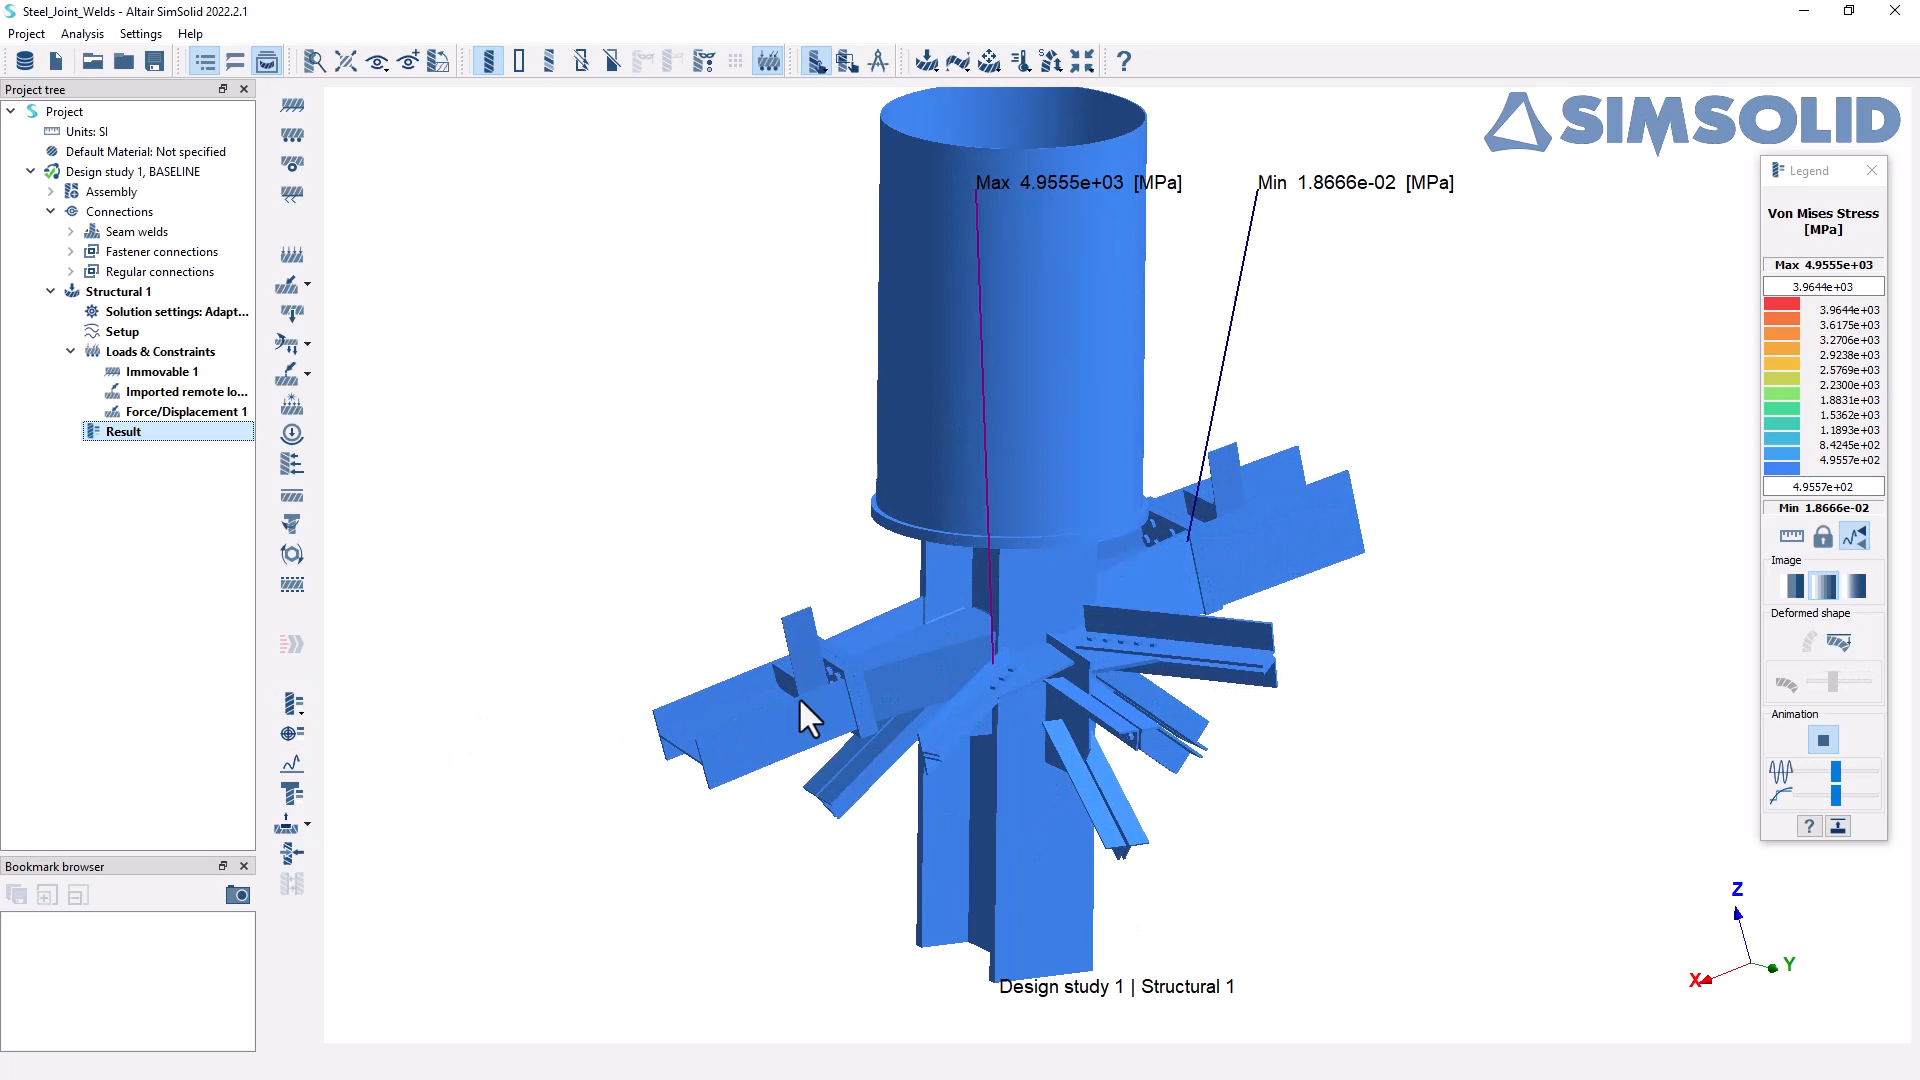 Steel_Joint_Welds - Altair SimSolid 2022.2.1
Project Analysis Settings Help
Project tree
Project
Units: SI
Default Material: Not specified
Design study 1, BASELINE
Assembly
Connections
Seam welds
Fastener connections
Regular connections
Structural 1
Solution settings: Adapt...
Setup
Loads & Constraints
Immovable 1
Imported remote lo...
Force/Displacement 1
Result
Bookmark browser
Max 4.9555e+03 [MPa]
Min 1.8666e-02 [MPa]
Design study 1 | Structural 1
SIMSOLID
Legend
Von Mises Stress
[MPa]
Max 4.9555e+03
3.9644e+03
3.9644e+03
3.6175e+03
3.2706e+03
2.9238e+03
2.5769e+03
2.2300e+03
1.8831e+03
1.5362e+03
1.1893e+03
8.4245e+02
4.9557e+02
4.9557e+02
Min 1.8666e-02
Image
Deformed shape
Animation
Z
Y
X